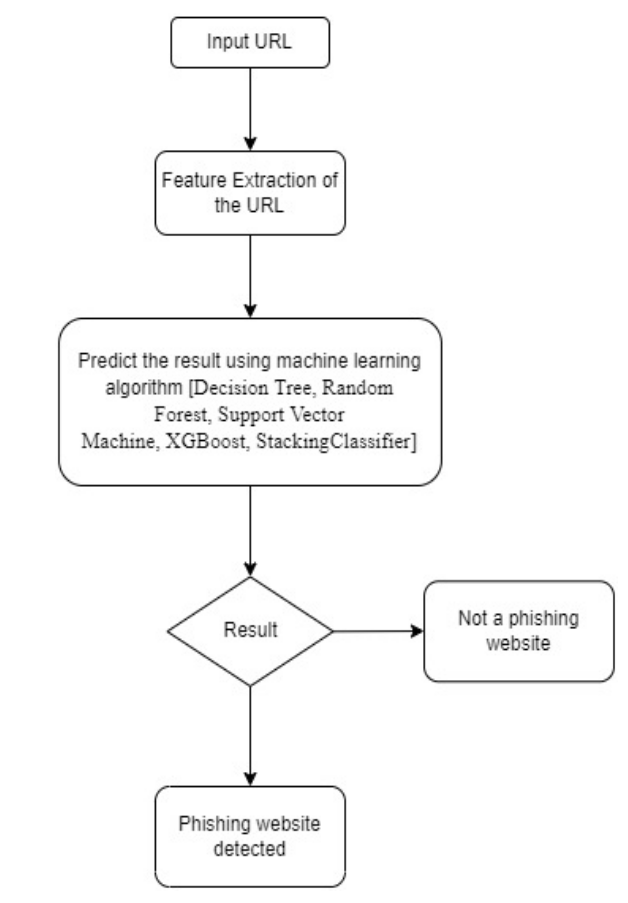 Input URL
Feature Extraction of
the URL
Predict the result using machine learning
algorithm [Decision Tree, Random
Forest, Support Vector
Machine, XGBoost, StackingClassifier]
Result
Not a phishing
website
Phishing website
detected